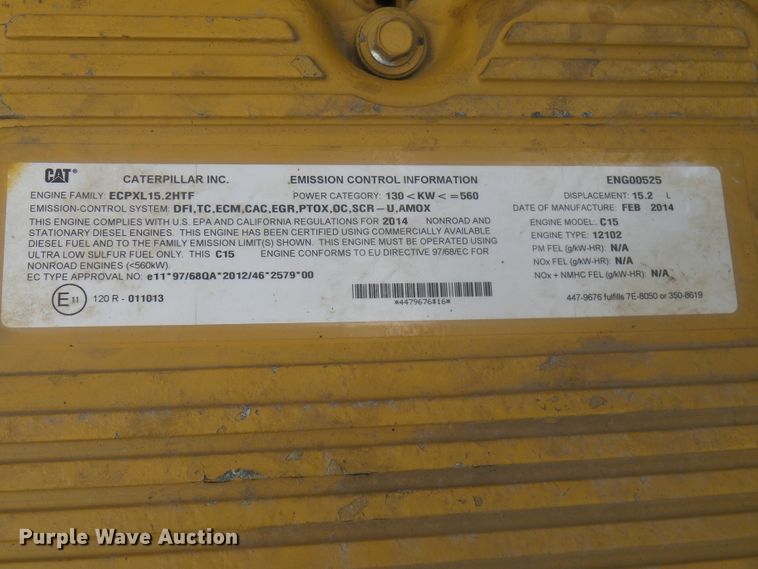 CAT® CATERPILLAR INC. EMISSION CONTROL INFORMATION ENG00525
ENGINE FAMILY: ECPXL15.2HTF POWER CATEGORY: 130<KW<=560 DISPLACEMENT: 15.2 L
EMISSION-CONTROL SYSTEM: DFI,TC,ECM,CAC,EGR,PTOX,OC,SCR-U,AMOX DATE OF MANUFACTURE: FEB 2014
THIS ENGINE COMPLIES WITH U.S. EPA AND CALIFORNIA REGULATIONS FOR 2014 NONROAD AND ENGINE MODEL: C15
STATIONARY DIESEL ENGINES. THIS ENGINE HAS BEEN CERTIFIED USING COMMERCIALLY AVAILABLE ENGINE TYPE: 12102
DIESEL FUEL AND TO THE FAMILY EMISSION LIMIT(S) SHOWN. THIS ENGINE MUST BE OPERATED USING PM FEL (g/kW-HR): N/A
ULTRA LOW SULFUR FUEL ONLY. THIS C15 ENGINE CONFORMS TO EU DIRECTIVE 97/68/EC FOR NOx FEL (g/kW-HR): N/A
NONROAD ENGINES (<560kW). NOx + NMHC FEL (g/kW-HR): N/A
EC TYPE APPROVAL NO: e11*97/68QA*2012/46*2579*00
E11 120 R - 011013 *4479676#16* 447-9676 fulfills 7E-8050 or 350-8619
Purple Wave Auction